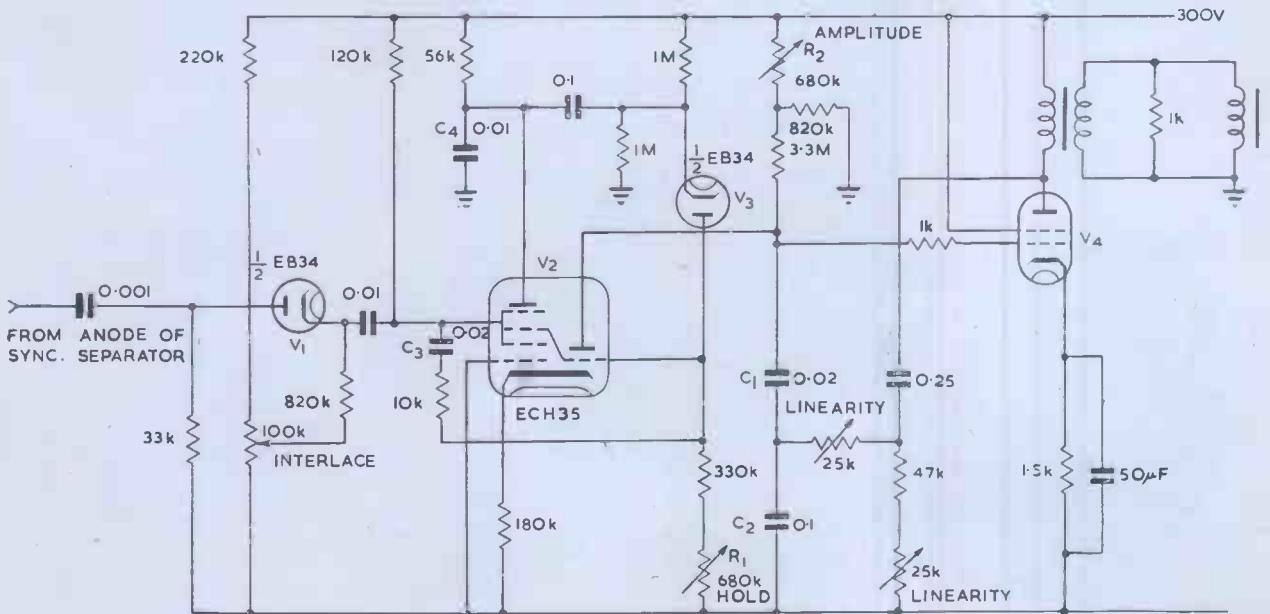 300V
220k
120k
56k
1M
AMPLITUDE
R2
680k
0.1
C4
0.01
1M
820k
3.3M
1k
½ EB34
V3
½ EB34
V2
1k
V4
0.001
0.01
0.02
FROM ANODE OF
SYNC. SEPARATOR
V1
C3
820k
10k
ECH35
C1
0.02
0.25
LINEARITY
33k
100k
INTERLACE
25k
330k
47k
1.5k
50μF
180k
C2
0.1
R1
680k
HOLD
25k
LINEARITY